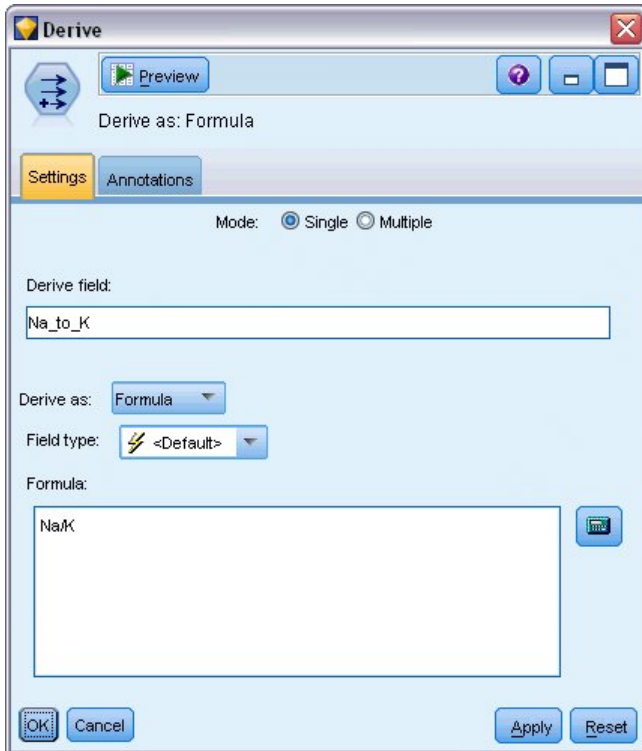 Derive
Preview
Derive as: Formula
Settings Annotations
Mode: Single Multiple
Derive field:
Na_to_K
Derive as: Formula
Field type: <Default>
Formula:
Na/K
OK Cancel Apply Reset